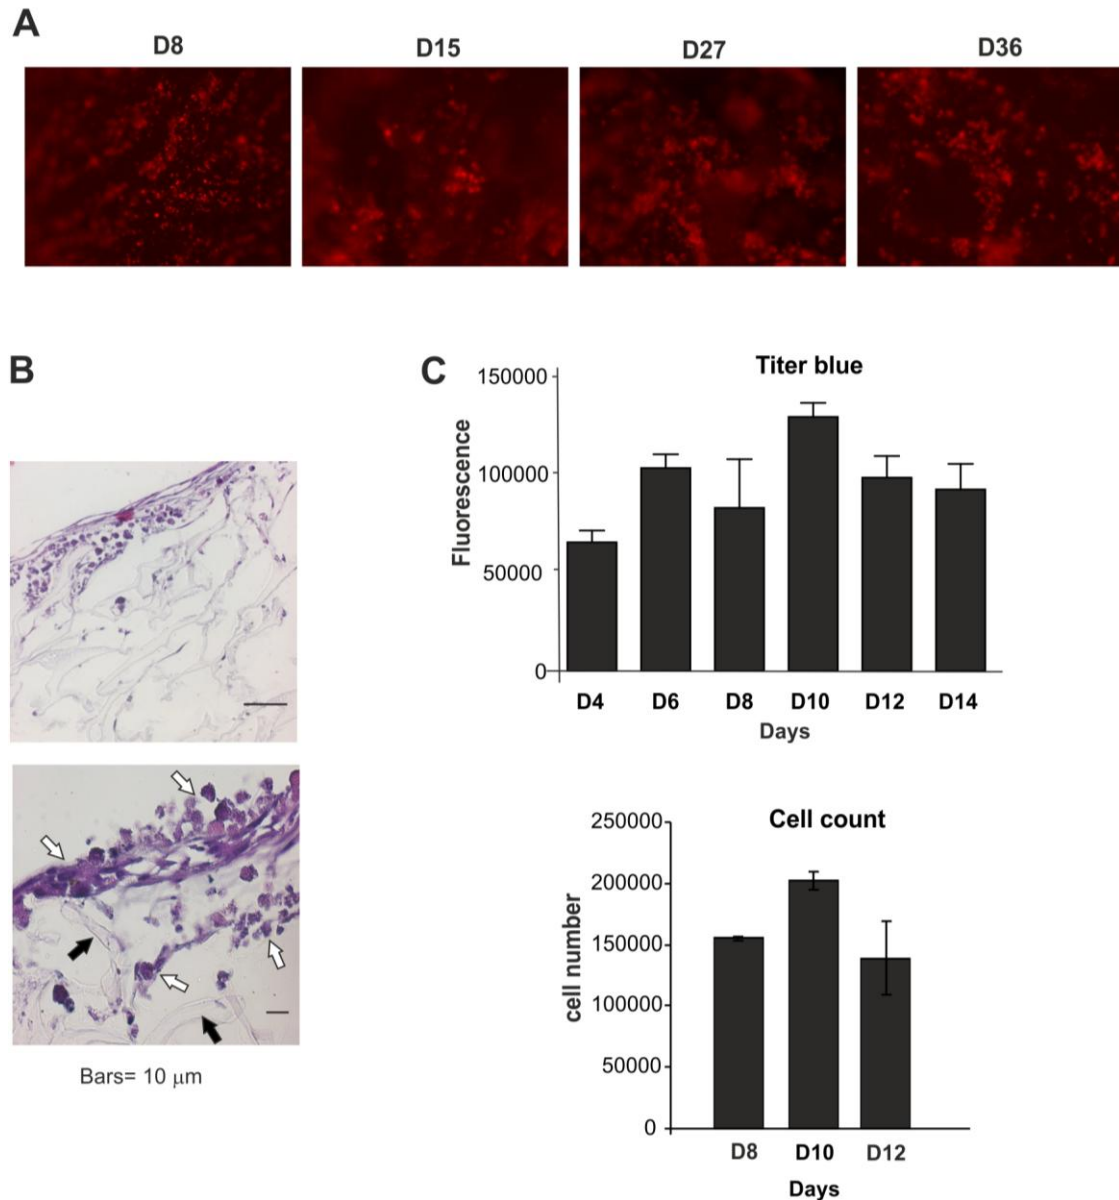 A
D8 D15 D27 D36
B
Bars= 10 μm
C
Titer blue
Fluorescence
150000
100000
50000
0
D4 D6 D8 D10 D12 D14
Days
Cell count
cell number
250000
200000
150000
100000
50000
0
D8 D10 D12
Days